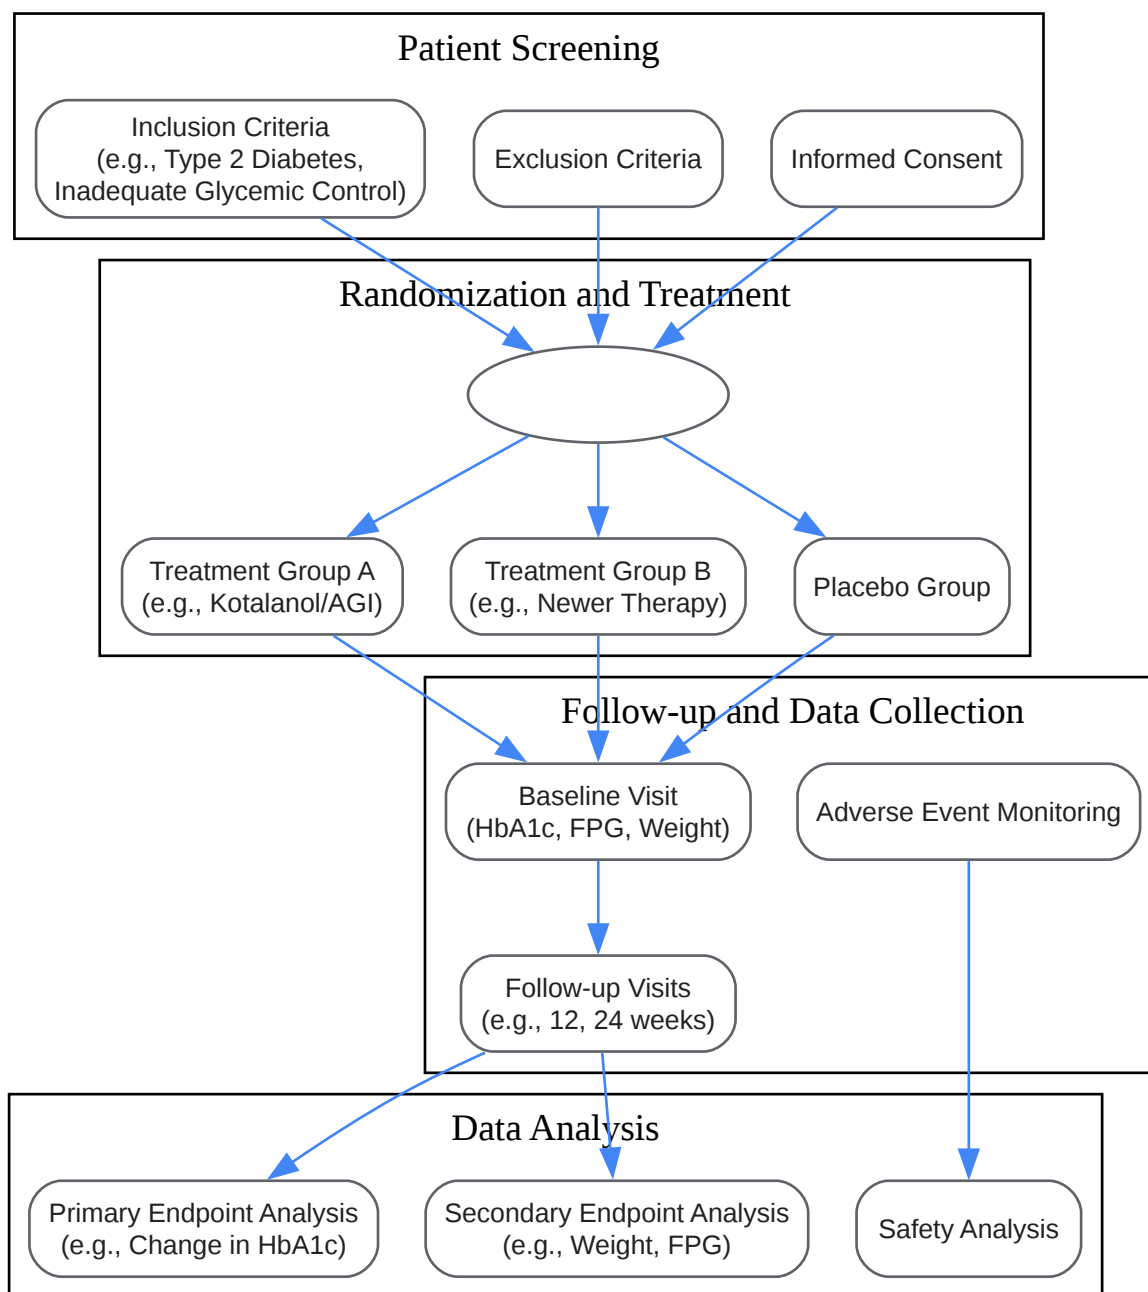 Patient Screening
Inclusion Criteria
(e.g., Type 2 Diabetes,
Inadequate Glycemic Control)
Exclusion Criteria
Informed Consent
Randomization and Treatment
Treatment Group A
(e.g., Kotalanol/AGI)
Treatment Group B
(e.g., Newer Therapy)
Placebo Group
Follow-up and Data Collection
Baseline Visit
(HbA1c, FPG, Weight)
Adverse Event Monitoring
Follow-up Visits
(e.g., 12, 24 weeks)
Data Analysis
Primary Endpoint Analysis
(e.g., Change in HbA1c)
Secondary Endpoint Analysis
(e.g., Weight, FPG)
Safety Analysis